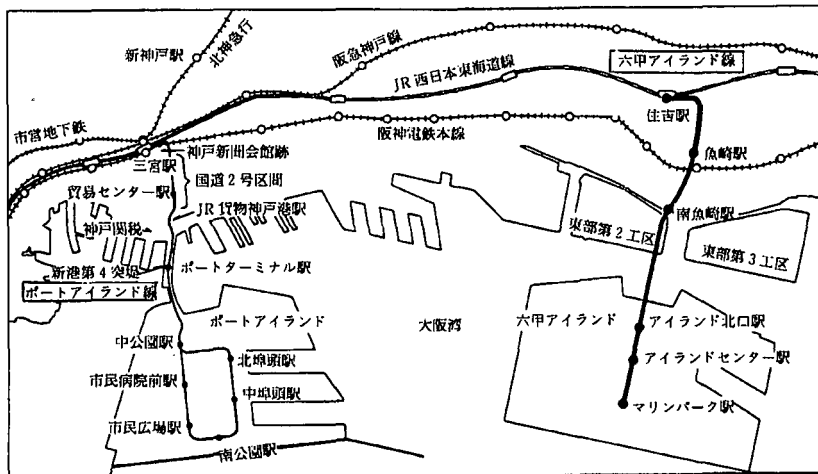 新神戸駅
北神急行
阪急神戸線
六甲アイランド線
JR西日本東海道線
住吉駅
市営地下鉄
阪神電鉄本線
神戸新聞会館跡
三宮駅
魚崎駅
国道2号区間
貿易センター駅
JR貨物神戸港駅
南魚崎駅
神戸関税
東部第2工区
東部第3工区
新港第4突堤
ポートターミナル駅
ポートアイランド線
ポートアイランド
大阪湾
六甲アイランド
アイランド北口駅
中公園駅
北埠頭駅
アイランドセンター駅
市民病院前駅
中埠頭駅
マリンパーク駅
市民広場駅
南公園駅